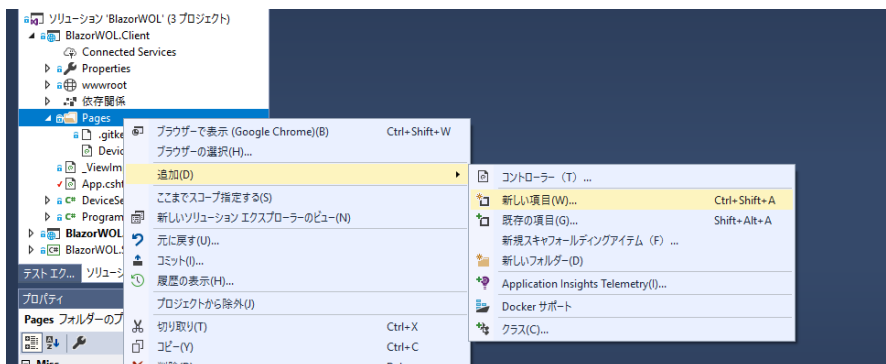 ソリューション 'BlazorWOL' (3 プロジェクト)
BlazorWOL.Client
Connected Services
Properties
wwwroot
依存関係
Pages
.gitke
Devic
_ViewIm
App.csht
C# DeviceSe
C# Program
BlazorWOL
C# BlazorWOL.S
テスト エク... ソリューシ
プロパティ
Pages フォルダーのプ
Misc
ブラウザーで表示 (Google Chrome)(B) Ctrl+Shift+W
ブラウザーの選択(H)...
追加(D)
ここまでスコープ指定する(S)
新しいソリューション エクスプローラーのビュー(N)
元に戻す(U)...
コミット(I)...
履歴の表示(H)...
プロジェクトから除外(J)
切り取り(T) Ctrl+X
コピー(Y) Ctrl+C
コントローラー (T) ...
新しい項目(W)... Ctrl+Shift+A
既存の項目(G)... Shift+Alt+A
新規スキャフォールディングアイテム (F) ...
新しいフォルダー(D)
Application Insights Telemetry(I)...
Docker サポート
クラス(C)...